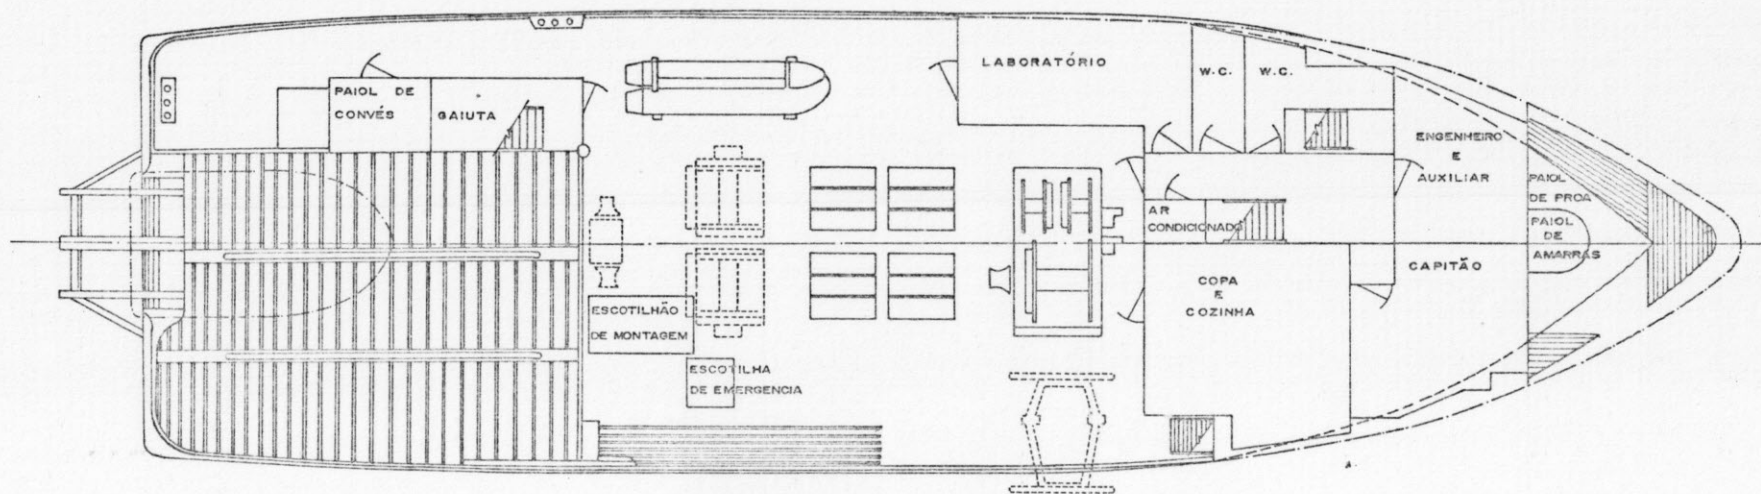 PAIOL DE
CONVÉS
GAIUTA
LABORATÓRIO
W.C.
W.C.
ENGENHEIRO
E
AUXILIAR
PAIOL
DE PROA
PAIOL
DE
AMARRAS
AR
CONDICIONADO
COPA
E
COZINHA
CAPITÃO
ESCOTILHÃO
DE MONTAGEM
ESCOTILHA
DE EMERGENCIA